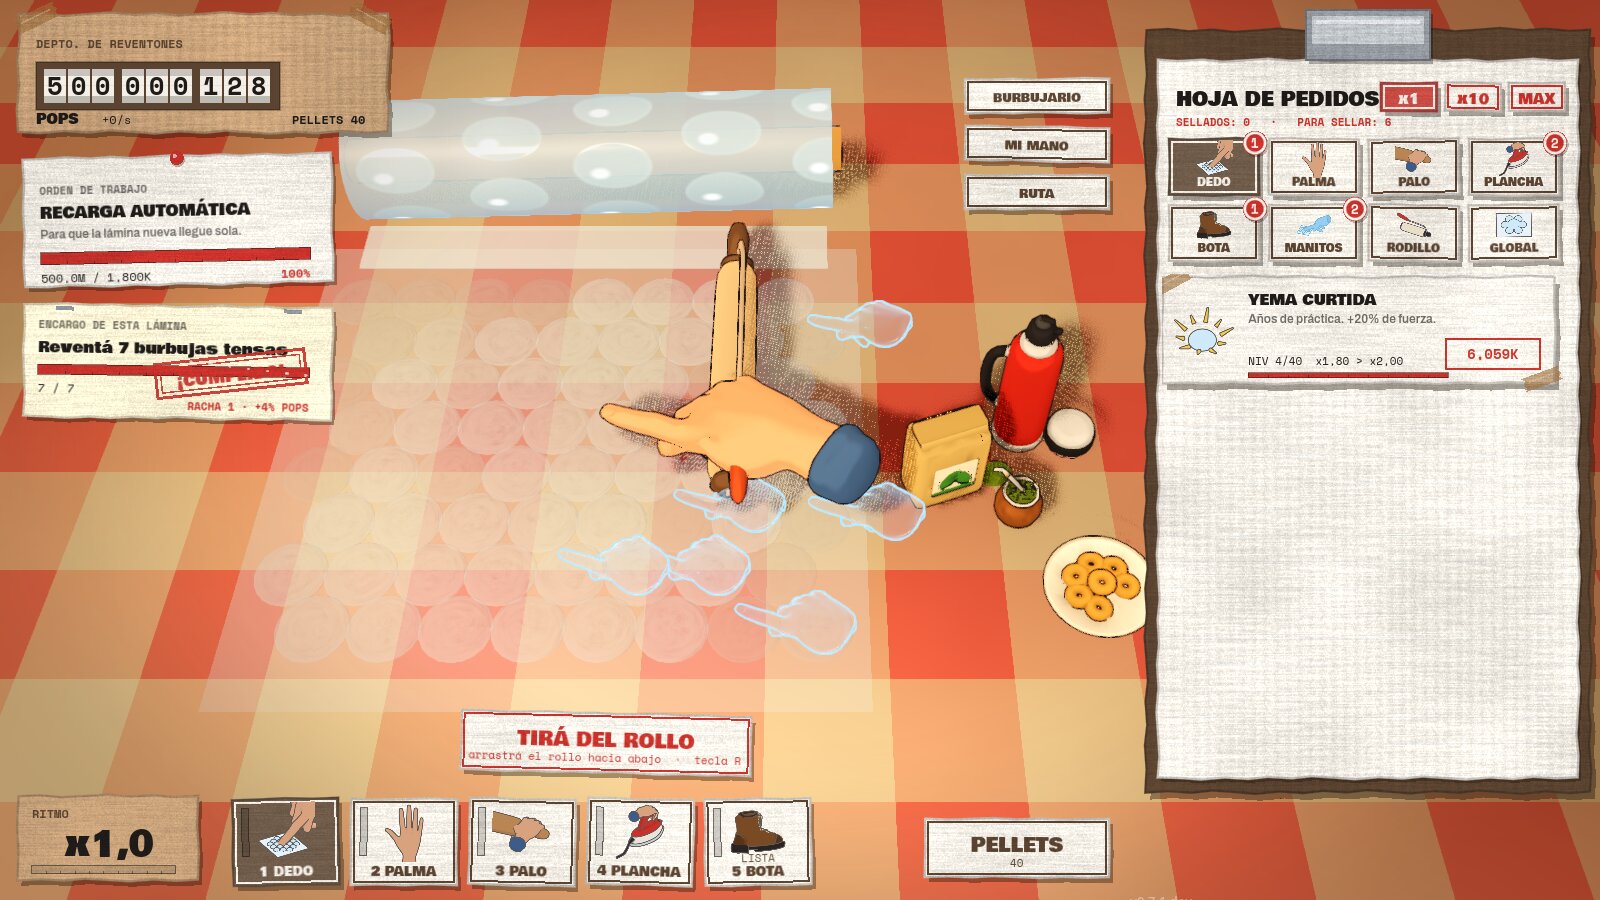 DEPTO. DE REVENTONES
500 000 128
POPS +0/s PELLETS 40
ORDEN DE TRABAJO
RECARGA AUTOMÁTICA
Para que la lámina nueva llegue sola.
500.0M / 1.800K 100%
ENCARGO DE ESTA LÁMINA
Reventá 7 burbujas tensas
7 / 7
RACHA 1 · +4% POPS
BURBUJARIO
MI MANO
RUTA
HOJA DE PEDIDOS x1 x10 MAX
SELLADOS: 0 · PARA SELLAR: 6
1 2
DEDO PALMA PALO PLANCHA
1 2
BOTA MANITOS RODILLO GLOBAL
YEMA CURTIDA
Años de práctica. +20% de fuerza.
NIV 4/40 x1,80 > x2,00 6.059K
TIRÁ DEL ROLLO
arrastrá el rollo hacia abajo · tecla R
RITMO
x1,0
1 DEDO
2 PALMA
3 PALO
4 PLANCHA
LISTA
5 BOTA
PELLETS
40